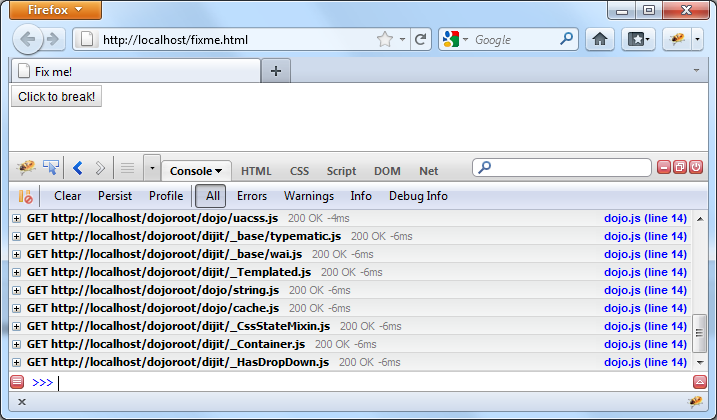 Firefox
http://localhost/fixme.html
Google
Fix me!
Click to break!
Console HTML CSS Script DOM Net
Clear Persist Profile All Errors Warnings Info Debug Info
GET http://localhost/dojoroot/dojo/uacss.js 200 OK -4ms dojo.js (line 14)
GET http://localhost/dojoroot/dijit/_base/typematic.js 200 OK -6ms dojo.js (line 14)
GET http://localhost/dojoroot/dijit/_base/wai.js 200 OK -6ms dojo.js (line 14)
GET http://localhost/dojoroot/dijit/_Templated.js 200 OK -6ms dojo.js (line 14)
GET http://localhost/dojoroot/dojo/string.js 200 OK -6ms dojo.js (line 14)
GET http://localhost/dojoroot/dojo/cache.js 200 OK -6ms dojo.js (line 14)
GET http://localhost/dojoroot/dijit/_CssStateMixin.js 200 OK -6ms dojo.js (line 14)
GET http://localhost/dojoroot/dijit/_Container.js 200 OK -6ms dojo.js (line 14)
GET http://localhost/dojoroot/dijit/_HasDropDown.js 200 OK -6ms dojo.js (line 14)
>>>